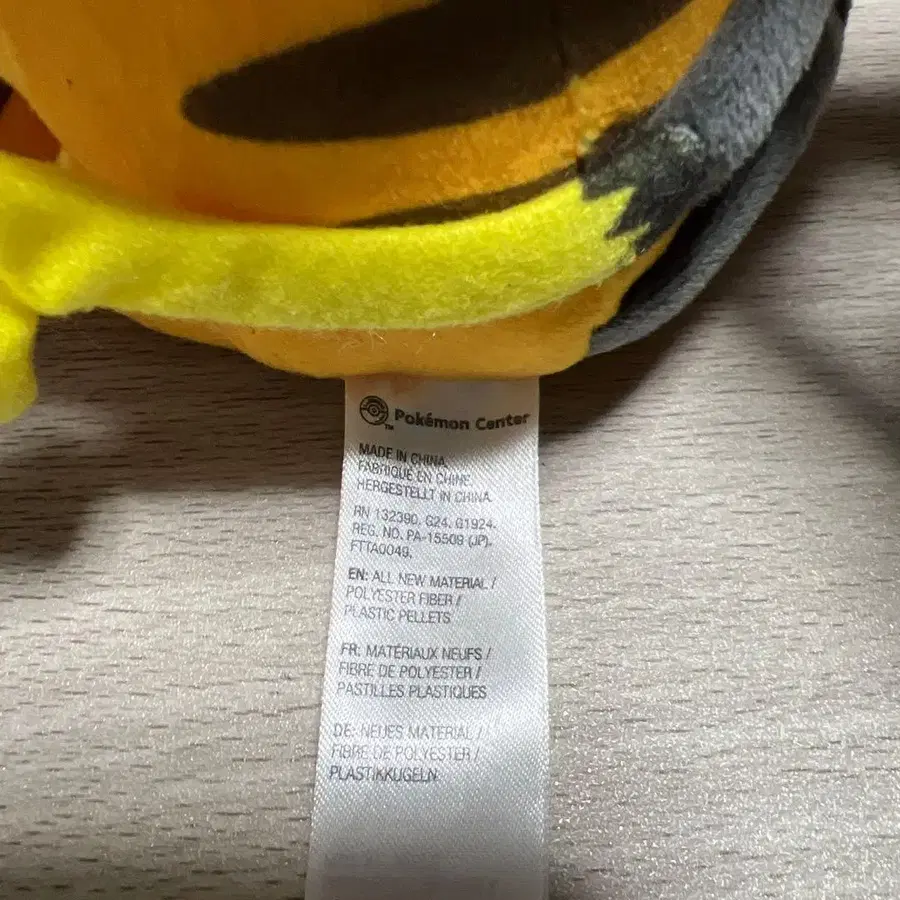 Pokémon Center
TM
MADE IN CHINA.
FABRIQUÉ EN CHINE.
HERGESTELLT IN CHINA.
RN 132390. G24. G1924.
REG. NO. PA-15509 (JP).
FTTA0049.
EN: ALL NEW MATERIAL /
POLYESTER FIBER /
PLASTIC PELLETS
FR: MATÉRIAUX NEUFS /
FIBRE DE POLYESTER /
PASTILLES PLASTIQUES
DE: NEUES MATERIAL /
FIBRE DE POLYESTER /
PLASTIKKUGELN